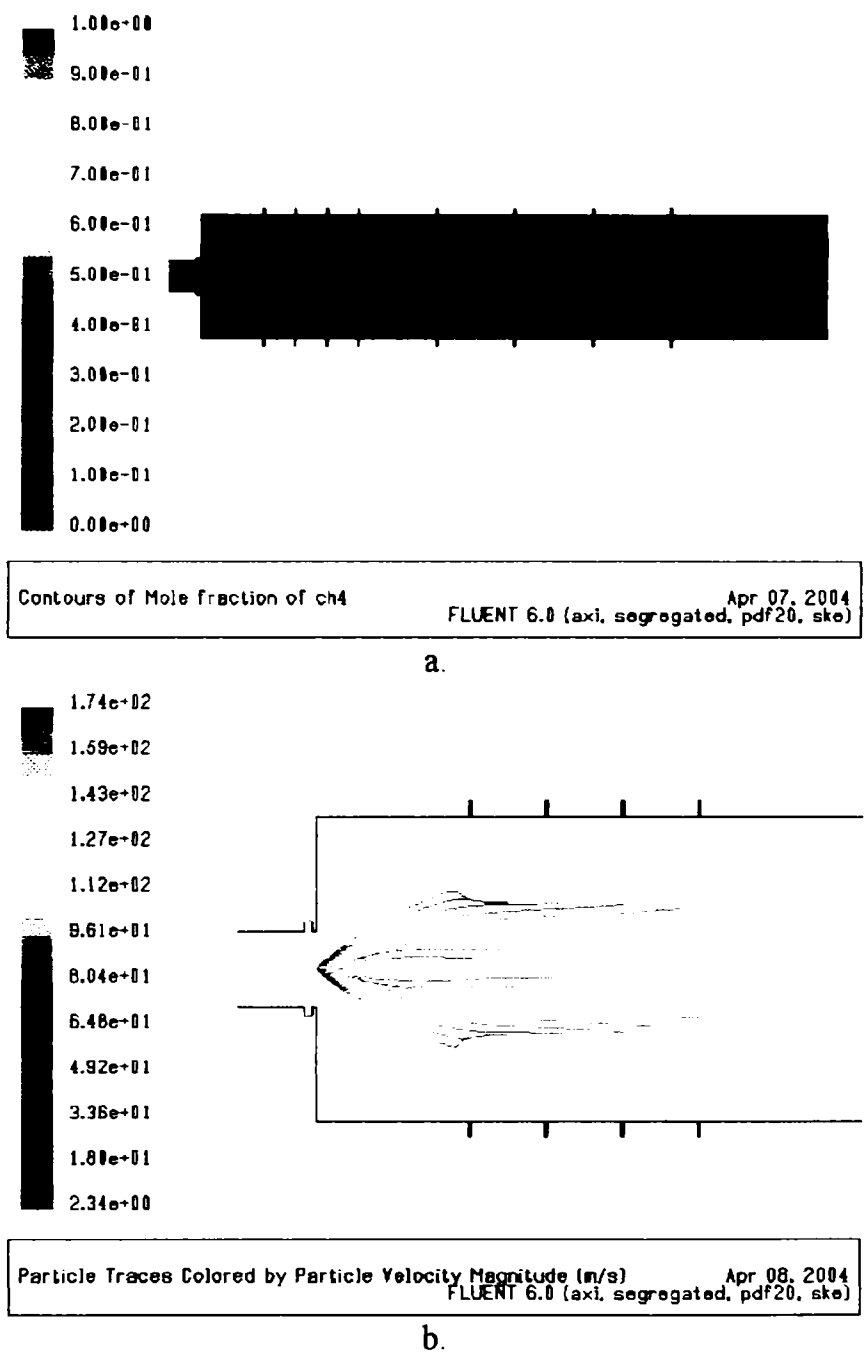 1.00e+00
9.00e-01
8.00e-01
7.00e-01
6.00e-01
5.00e-01
4.00e-01
3.00e-01
2.00e-01
1.00e-01
0.00e+00
Contours of Mole fraction of ch4 Apr 07, 2004
FLUENT 6.0 (axi, segregated, pdf20, ske)
a.
1.74e+02
1.59e+02
1.43e+02
1.27e+02
1.12e+02
9.61e+01
8.04e+01
6.48e+01
4.92e+01
3.36e+01
1.80e+01
2.34e+00
Particle Traces Colored by Particle Velocity Magnitude (m/s) Apr 08, 2004
FLUENT 6.0 (axi, segregated, pdf20, ske)
b.